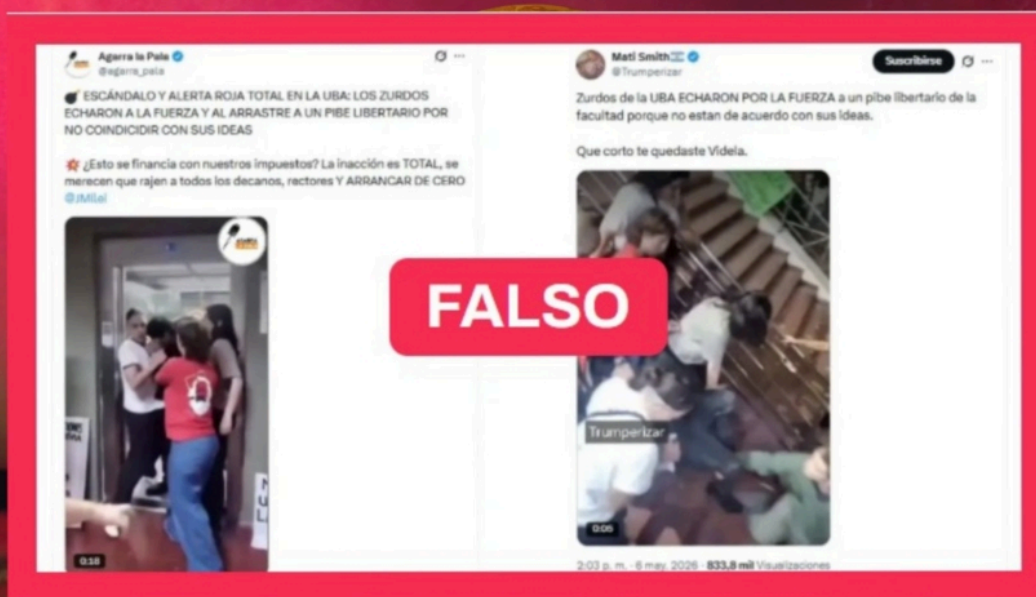 Agarra la Pala
@agarra_pala
💣 ESCÁNDALO Y ALERTA ROJA TOTAL EN LA UBA: LOS ZURDOS
ECHARON A LA FUERZA Y AL ARRASTRE A UN PIBE LIBERTARIO POR
NO COINDICIDIR CON SUS IDEAS
💥 ¿Esto se financia con nuestros impuestos? La inacción es TOTAL, se
merecen que rajen a todos los decanos, rectores Y ARRANCAR DE CERO
@JMilei
0:18
FALSO
Mati Smith
@Trumperizar
Suscribirse
Zurdos de la UBA ECHARON POR LA FUERZA a un pibe libertario de la
facultad porque no estan de acuerdo con sus ideas.
Que corto te quedaste Videla.
Trumperizar
0:05
2:03 p. m. · 6 may. 2026 · 833,8 mil Visualizaciones